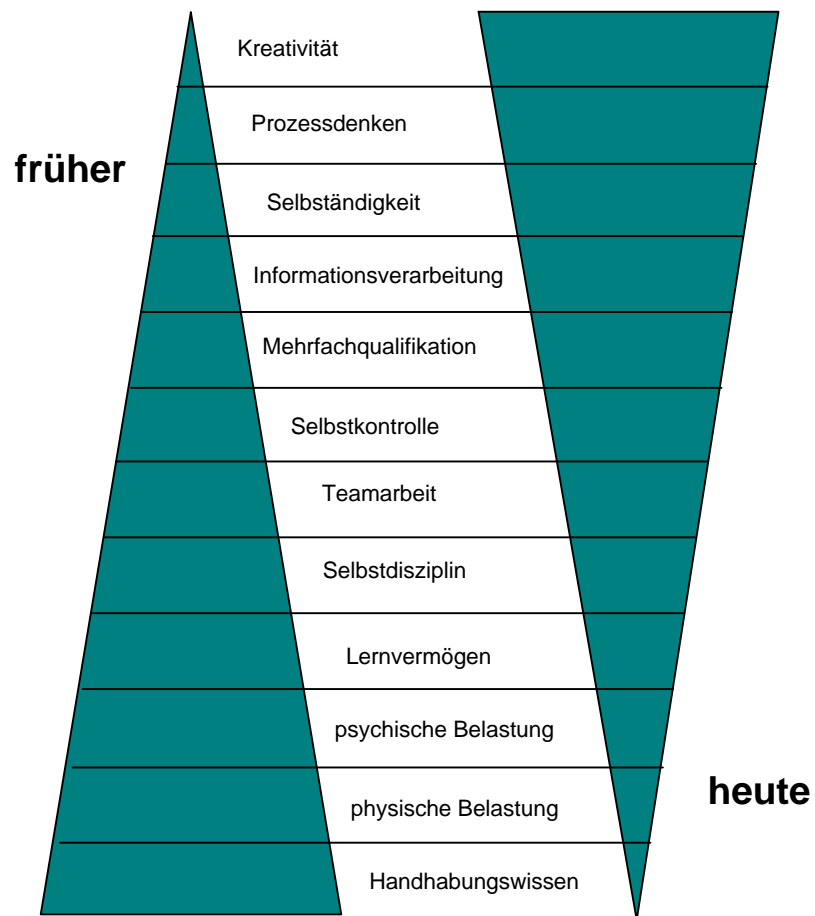 Kreativität
Prozessdenken
früher
Selbständigkeit
Informationsverarbeitung
Mehrfachqualifikation
Selbstkontrolle
Teamarbeit
Selbstdisziplin
Lernvermögen
psychische Belastung
heute
physische Belastung
Handhabungswissen